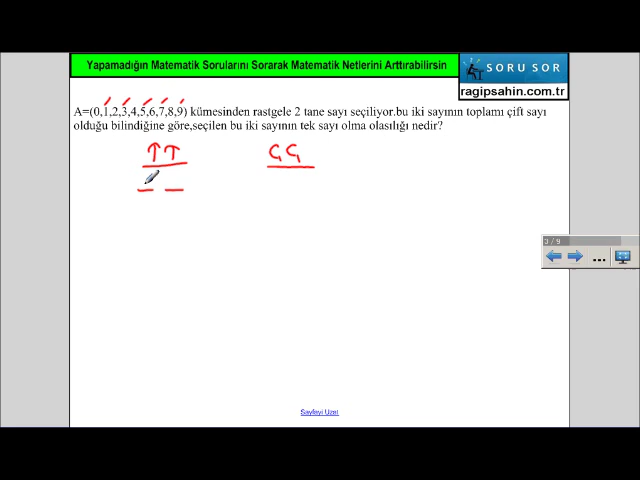 Yapamadığın Matematik Sorularını Sorarak Matematik Netlerini Arttırabilirsin
SORU SOR
ragipsahin.com.tr
A=(0,1,2,3,4,5,6,7,8,9) kümesinden rastgele 2 tane sayı seçiliyor.bu iki sayının toplamı çift sayı
olduğu bilindiğine göre,seçilen bu iki sayının tek sayı olma olasılığı nedir?
T T
Ç Ç
3 / 9
...
Sayfayı Uzat